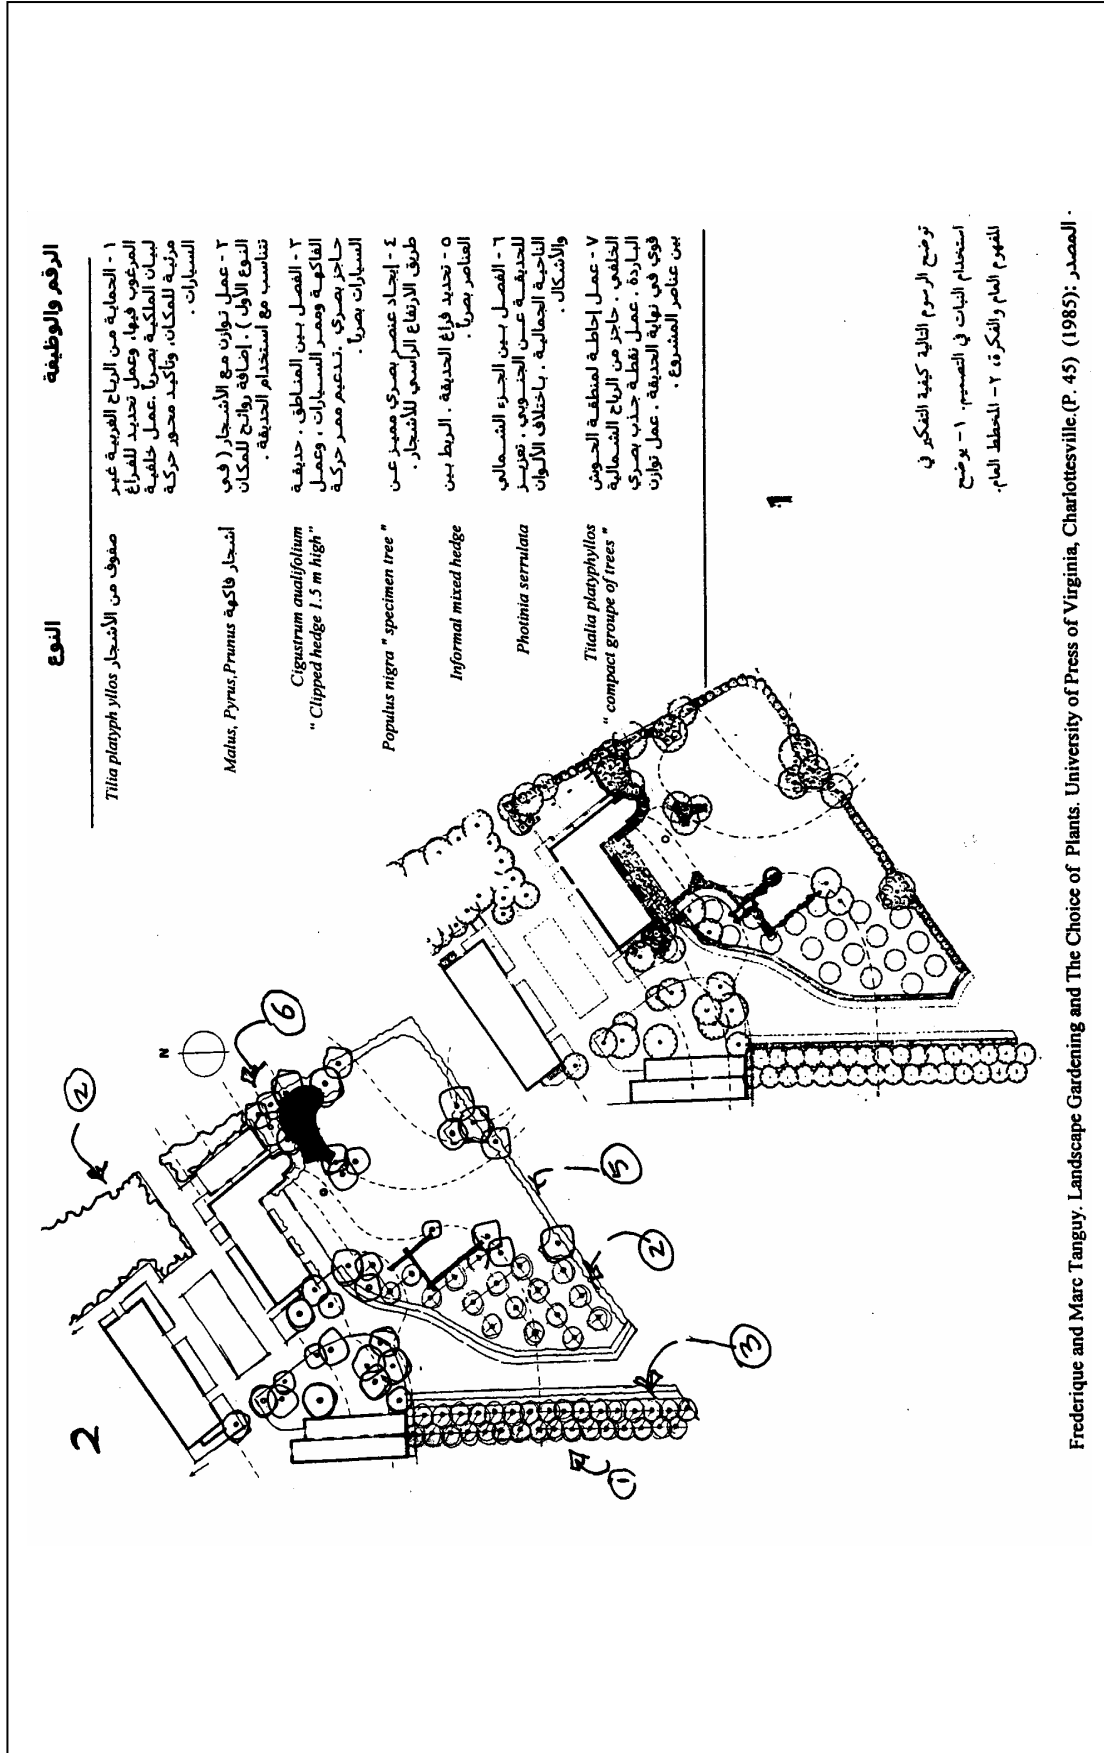 الرقم والوظيفة
النوع
١ - الحماية من الرياح الغربية غير
المرغوب فيها، وعمل تحديد للفراغ
لبيان الملكية بصرياً .عمل خلفية
مرئية للمكان، وتأكيد محور حركة
السيارات .
صفوف من الأشجار Tilia platyph yllos
٢ - عمل توازن مع الأشجار ( في
النوع الأول ) . إضافة روائح للمكان
تتناسب مع استخدام الحديقة .
أشجار فاكهة Malus, Pyrus,Prunus
٣ - الفصل بين المناطق ، حديقة
الفاكهة وممر السيارات ، وعمل
حاجز بصري .تدعيم ممر حركة
السيارات بصرياً .
Cigustrum aualifolium
" Clipped hedge 1.5 m high"
٤ - إيجاد عنصر بصري مميز عن
طريق الارتفاع الرأسي للأشجار .
Populus nigra " specimen tree "
٥ - تحديد فراغ الحديقة . الربط بين
العناصر بصرياً .
Informal mixed hedge
٦ - الفصل بين الجزء الشمالي
للحديقة عن الجنوبي . تعزيز
الناحية الجمالية . باختلاف الألوان
والأشكال .
Photinia serrulata
٧ - عمل إحاطة لمنطقة الحوش
الخلفي . حاجز من الرياح الشمالية
الباردة . عمل نقطة جذب بصري
قوي في نهاية الحديقة . عمل توازن
بين عناصر المشروع .
Titalia platyphyllos
" compact groupe of trees "
1
توضح الرسوم التالية كيفية التفكير في
استخدام النبات في التصميم. ١ - يوضح
المفهوم العام والفكرة، ٢ - المخطط العام.
2
N
2
6
5
2
3
1
المصدر: Frederique and Marc Tanguy. Landscape Gardening and The Choice of Plants. University of Press of Virginia, Charlottesville.(P. 45) (1985) .